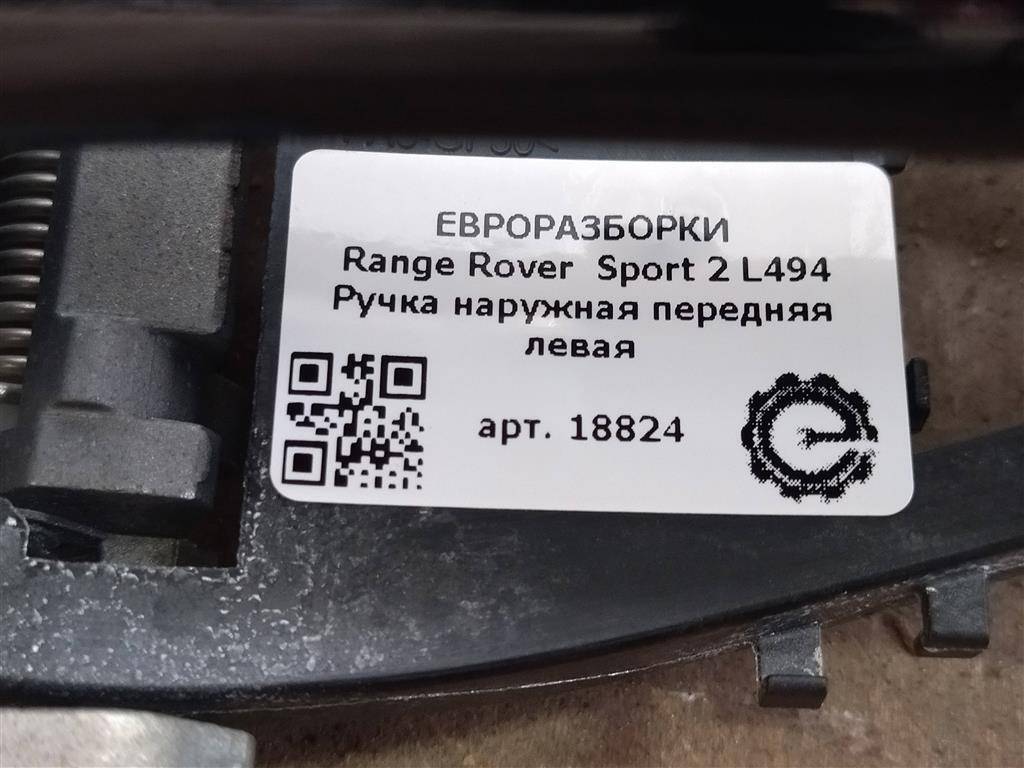 ЕВРОРАЗБОРКИ
Range Rover Sport 2 L494
Ручка наружная передняя
левая
арт. 18824